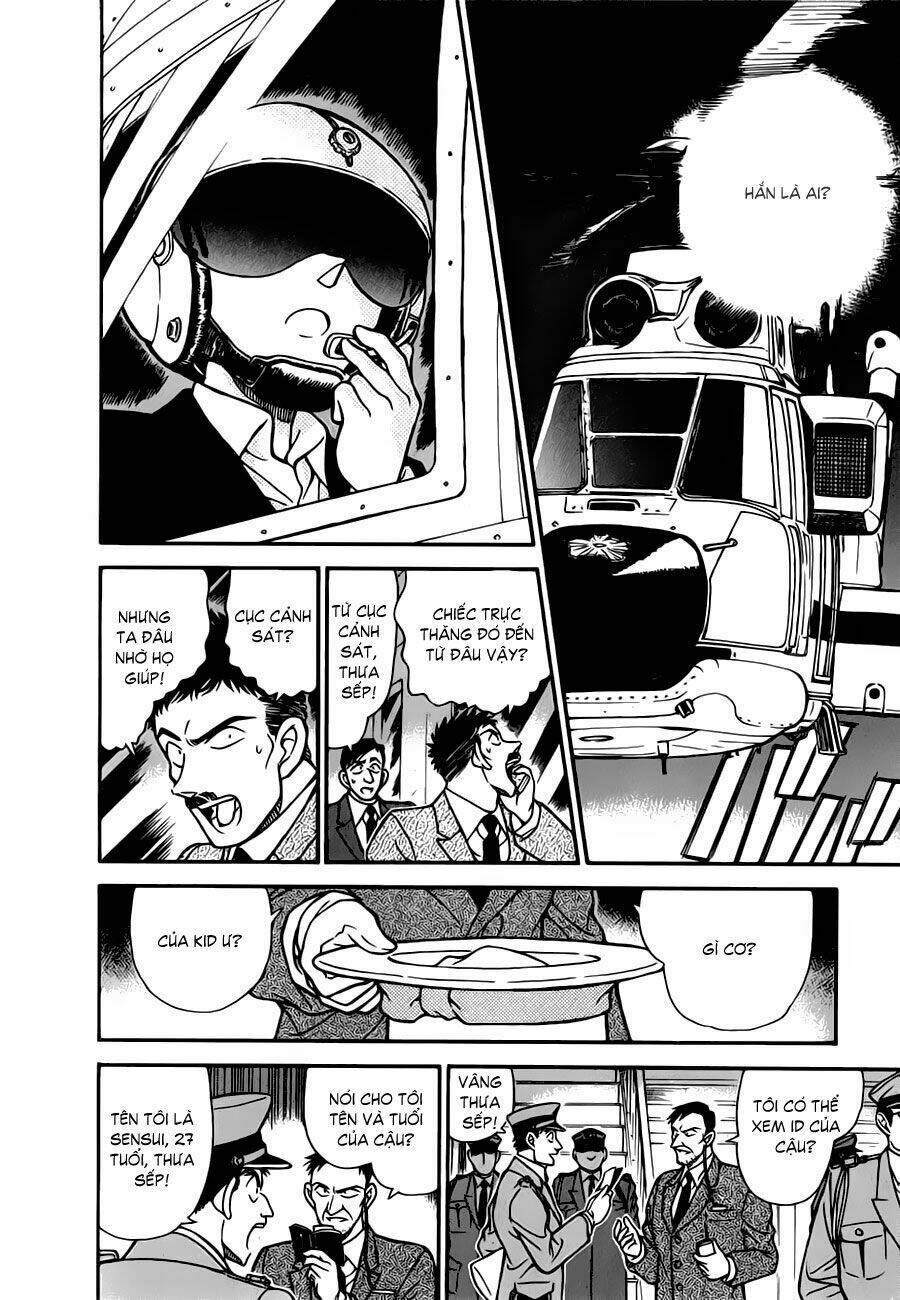 HẮN LÀ AI?
CHIẾC TRỰC
THĂNG ĐÓ ĐẾN
TỪ ĐÂU VẬY?
TỪ CỤC
CẢNH
SÁT,
THƯA
SẾP!
CỤC CẢNH
SÁT?
NHƯNG
TA ĐÂU
NHỜ HỌ
GIÚP!
GÌ CƠ?
CỦA KID Ư?
TÔI CÓ THỂ
XEM ID CỦA
CẬU?
VÂNG
THƯA
SẾP!
NÓI CHO TÔI
TÊN VÀ TUỔI
CỦA CẬU?
TÊN TÔI LÀ
SENSUI, 27
TUỔI, THƯA
SẾP!